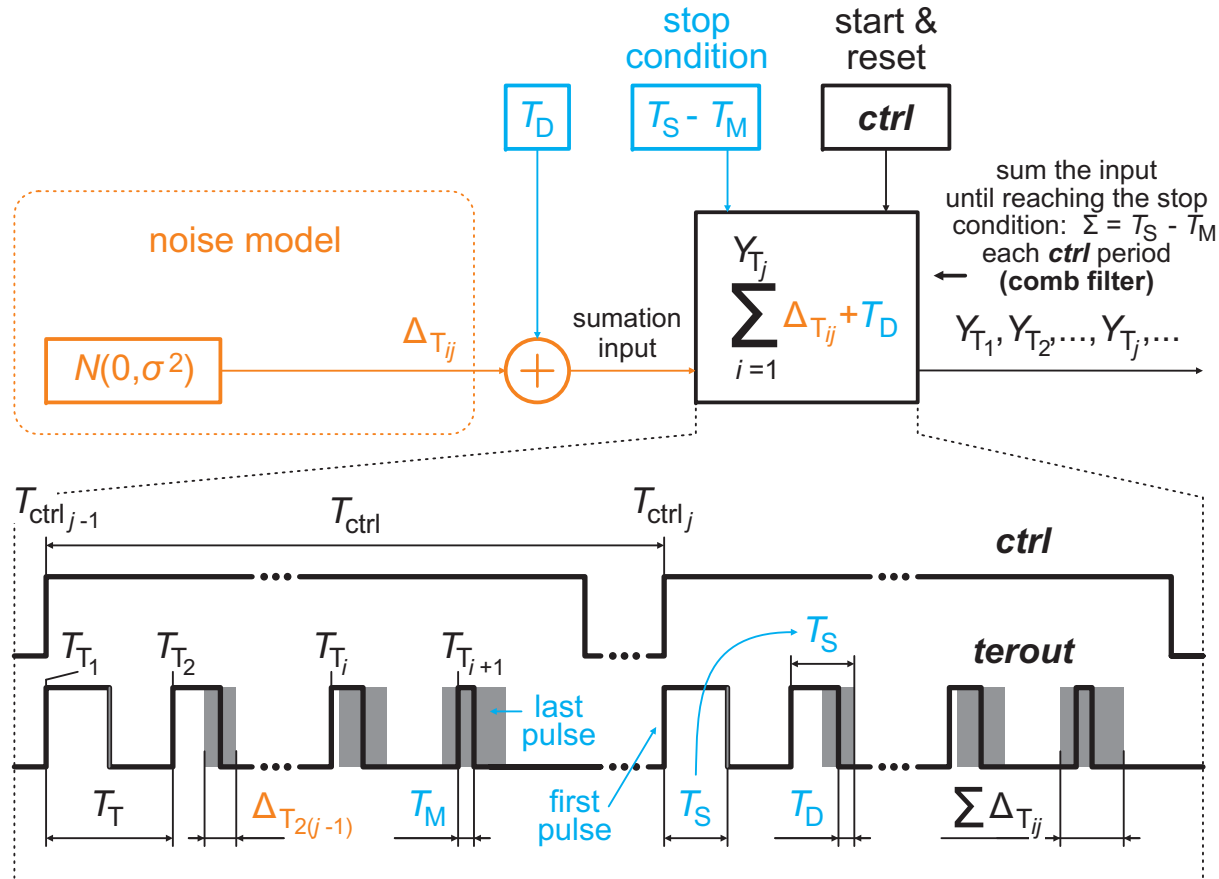 stop
condition
start &
reset
T_D
T_S - T_M
ctrl
noise model
N(0,σ²)
Δ_T_ij
+
sumation
input
Y_T_j
∑ Δ_T_ij + T_D
i =1
sum the input
until reaching the stop
condition: Σ = T_S - T_M
each ctrl period
(comb filter)
Y_T_1, Y_T_2,..., Y_T_j,...
T_ctrl_j -1
T_ctrl
T_ctrl_j
ctrl
T_T_1
T_T_2
T_T_i
T_T_i +1
T_S
terout
last
pulse
first
pulse
T_T
Δ_T_2(j -1)
T_M
T_S
T_D
∑ Δ_T_ij